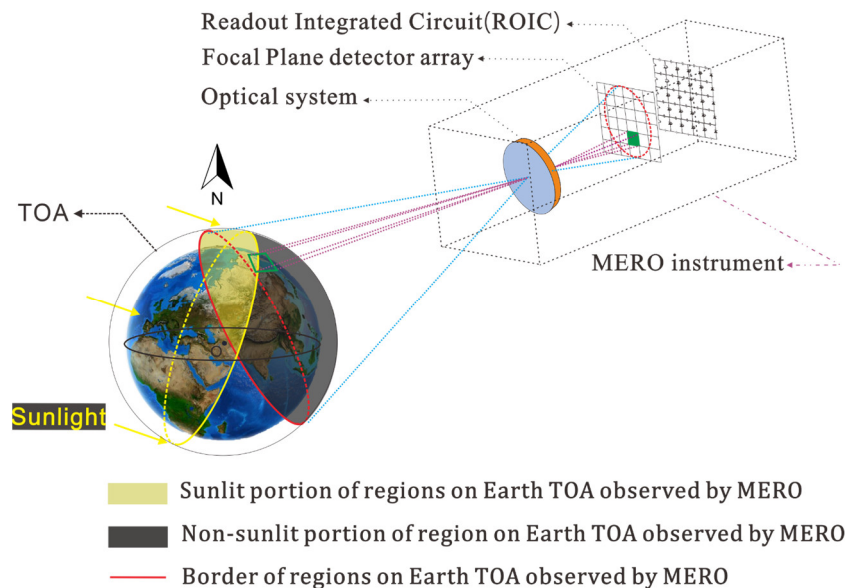 Readout Integrated Circuit(ROIC)
Focal Plane detector array
Optical system
N
TOA
MERO instrument
Sunlight
Sunlit portion of regions on Earth TOA observed by MERO
Non-sunlit portion of region on Earth TOA observed by MERO
Border of regions on Earth TOA observed by MERO